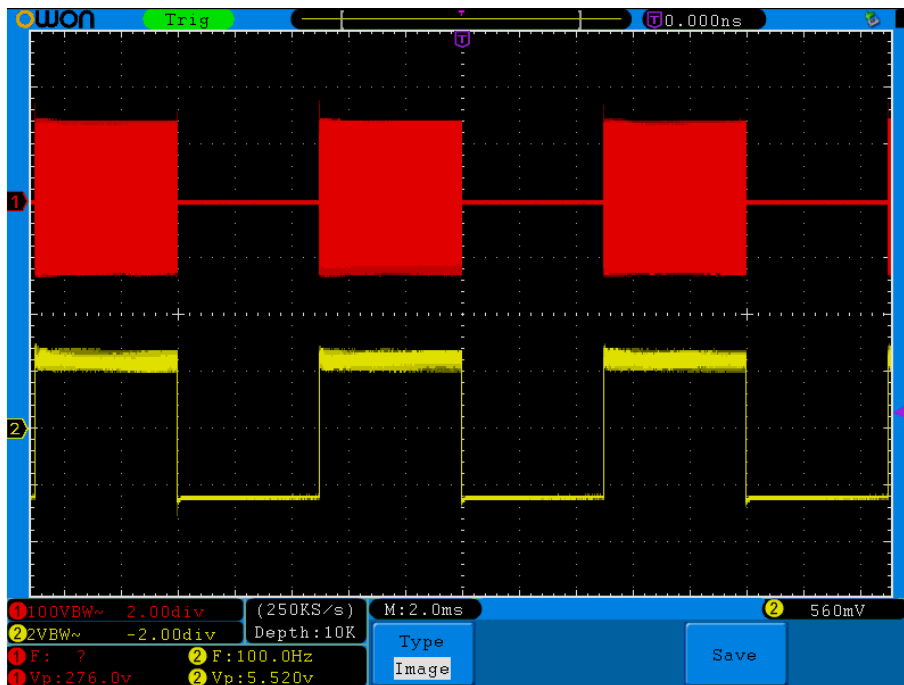 OWON Trig T 0.000ns
T
T
1
2
1 100VBW~ 2.00div (250KS/s) M:2.0ms 2 560mV
2 2VBW~ -2.00div Depth:10K
1 F: ? 2 F:100.0Hz
1 Vp:276.0v 2 Vp:5.520v
Type
Image
Save